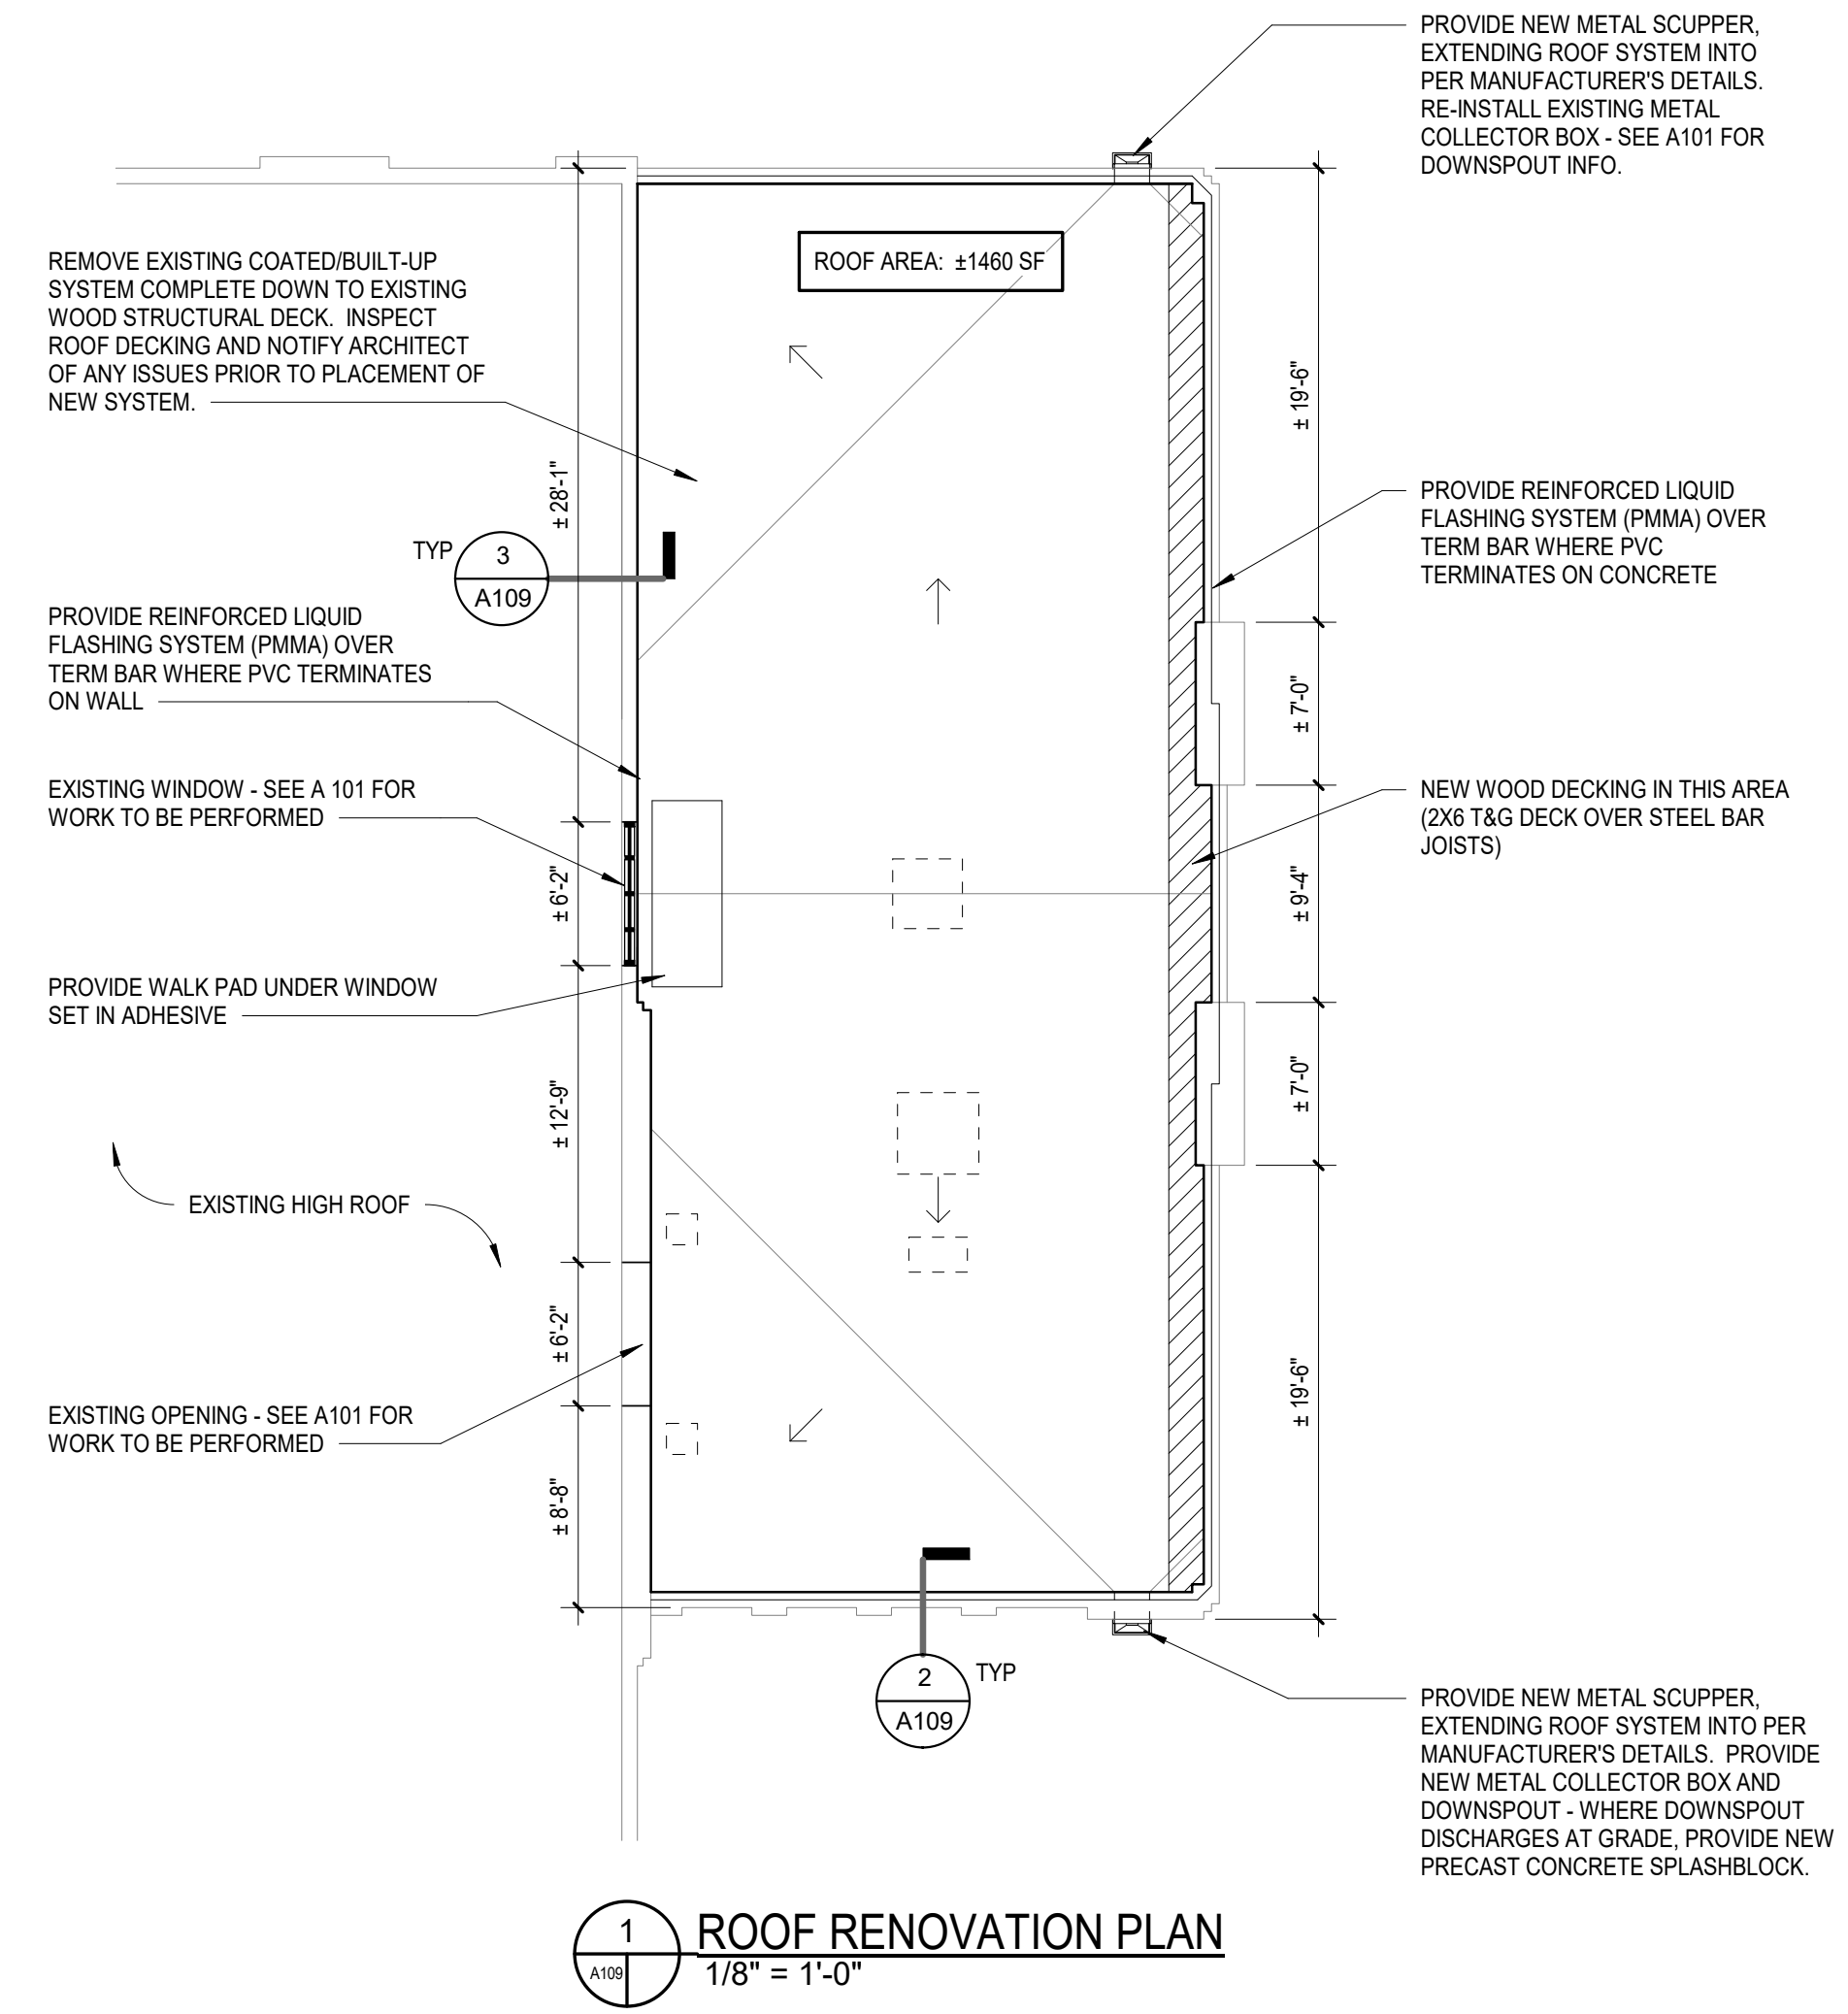 PROVIDE NEW METAL SCUPPER,
EXTENDING ROOF SYSTEM INTO
PER MANUFACTURER'S DETAILS.
RE-INSTALL EXISTING METAL
COLLECTOR BOX - SEE A101 FOR
DOWNSPOUT INFO.
REMOVE EXISTING COATED/BUILT-UP
SYSTEM COMPLETE DOWN TO EXISTING
WOOD STRUCTURAL DECK.  INSPECT
ROOF DECKING AND NOTIFY ARCHITECT
OF ANY ISSUES PRIOR TO PLACEMENT OF
NEW SYSTEM.
ROOF AREA:  ±1460 SF
± 19'-6"
± 28'-1"
TYP
3
A109
PROVIDE REINFORCED LIQUID
FLASHING SYSTEM (PMMA) OVER
TERM BAR WHERE PVC
TERMINATES ON CONCRETE
PROVIDE REINFORCED LIQUID
FLASHING SYSTEM (PMMA) OVER
TERM BAR WHERE PVC TERMINATES
ON WALL
± 7'-0"
EXISTING WINDOW - SEE A 101 FOR
WORK TO BE PERFORMED
NEW WOOD DECKING IN THIS AREA
(2X6 T&G DECK OVER STEEL BAR
JOISTS)
± 6'-2"
± 9'-4"
PROVIDE WALK PAD UNDER WINDOW
SET IN ADHESIVE
± 12'-9"
± 7'-0"
EXISTING HIGH ROOF
± 6'-2"
± 19'-6"
EXISTING OPENING - SEE A101 FOR
WORK TO BE PERFORMED
± 8'-8"
2
A109
TYP
PROVIDE NEW METAL SCUPPER,
EXTENDING ROOF SYSTEM INTO PER
MANUFACTURER'S DETAILS.  PROVIDE
NEW METAL COLLECTOR BOX AND
DOWNSPOUT - WHERE DOWNSPOUT
DISCHARGES AT GRADE, PROVIDE NEW
PRECAST CONCRETE SPLASHBLOCK.
1
A109
ROOF RENOVATION PLAN
1/8" = 1'-0"